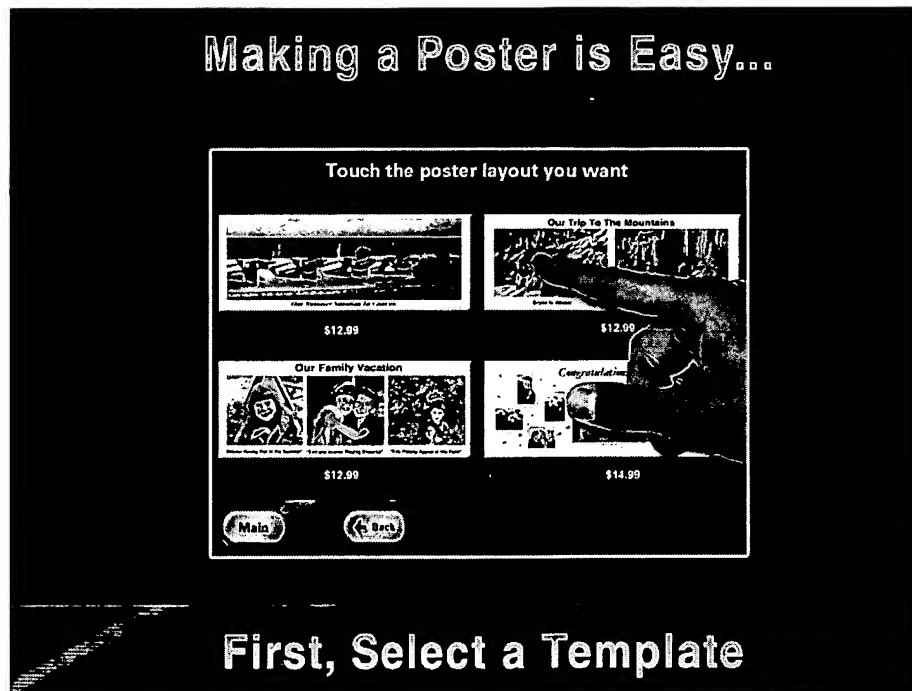 Making a Poster is Easy...
Touch the poster layout you want
Our Trip To The Mountains
$12.99
$12.99
Our Family Vacation
Congratulation
$12.99
$14.99
Main
Back
First, Select a Template